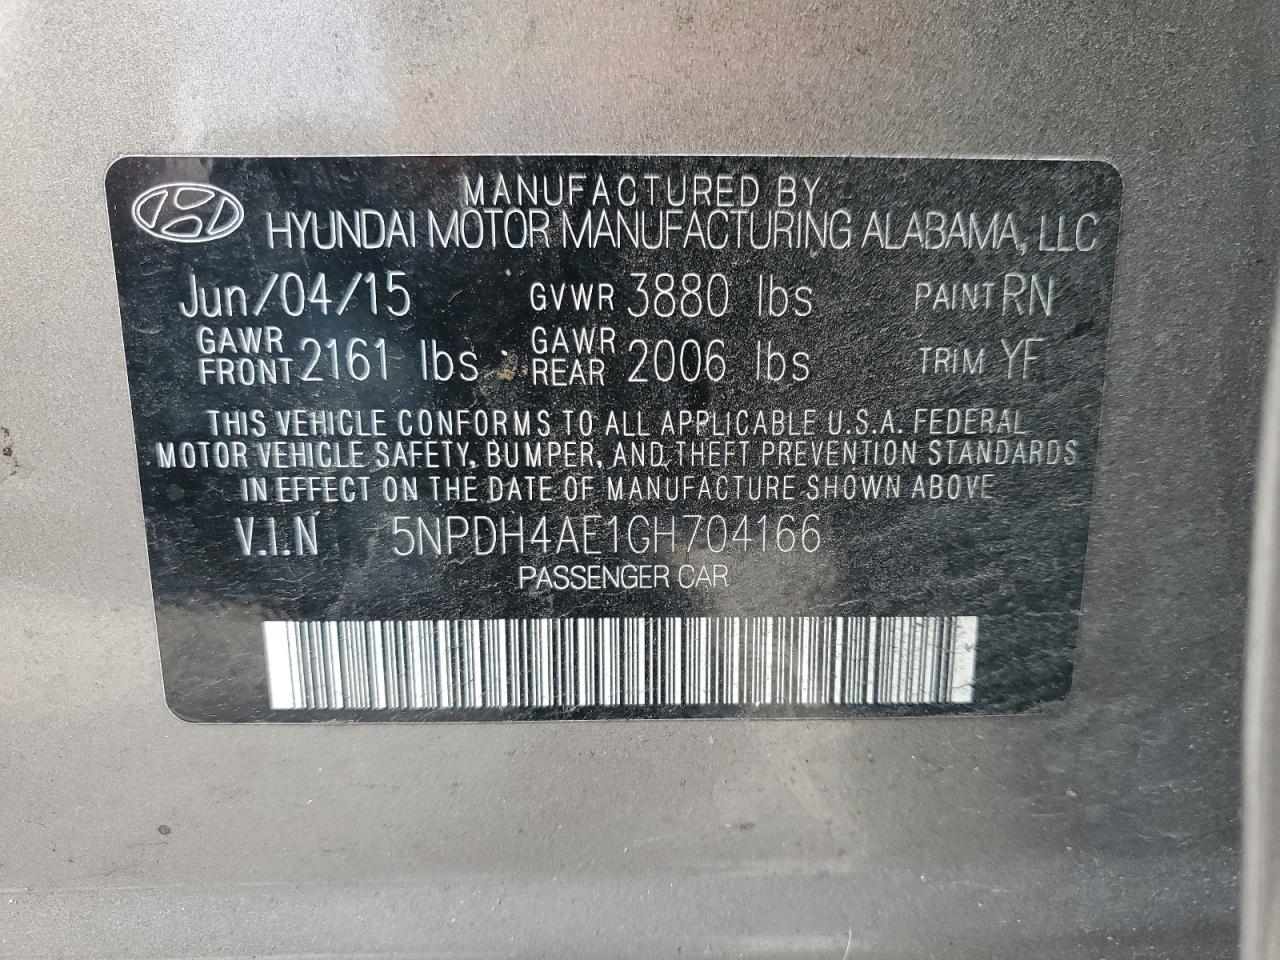 MANUFACTURED BY
HYUNDAI MOTOR MANUFACTURING ALABAMA, LLC
Jun/04/15 GVWR 3880 lbs PAINT RN
GAWR FRONT 2161 lbs GAWR REAR 2006 lbs TRIM YF
THIS VEHICLE CONFORMS TO ALL APPLICABLE U.S.A. FEDERAL
MOTOR VEHICLE SAFETY, BUMPER, AND THEFT PREVENTION STANDARDS
IN EFFECT ON THE DATE OF MANUFACTURE SHOWN ABOVE
V.I.N 5NPDH4AE1GH704166
PASSENGER CAR